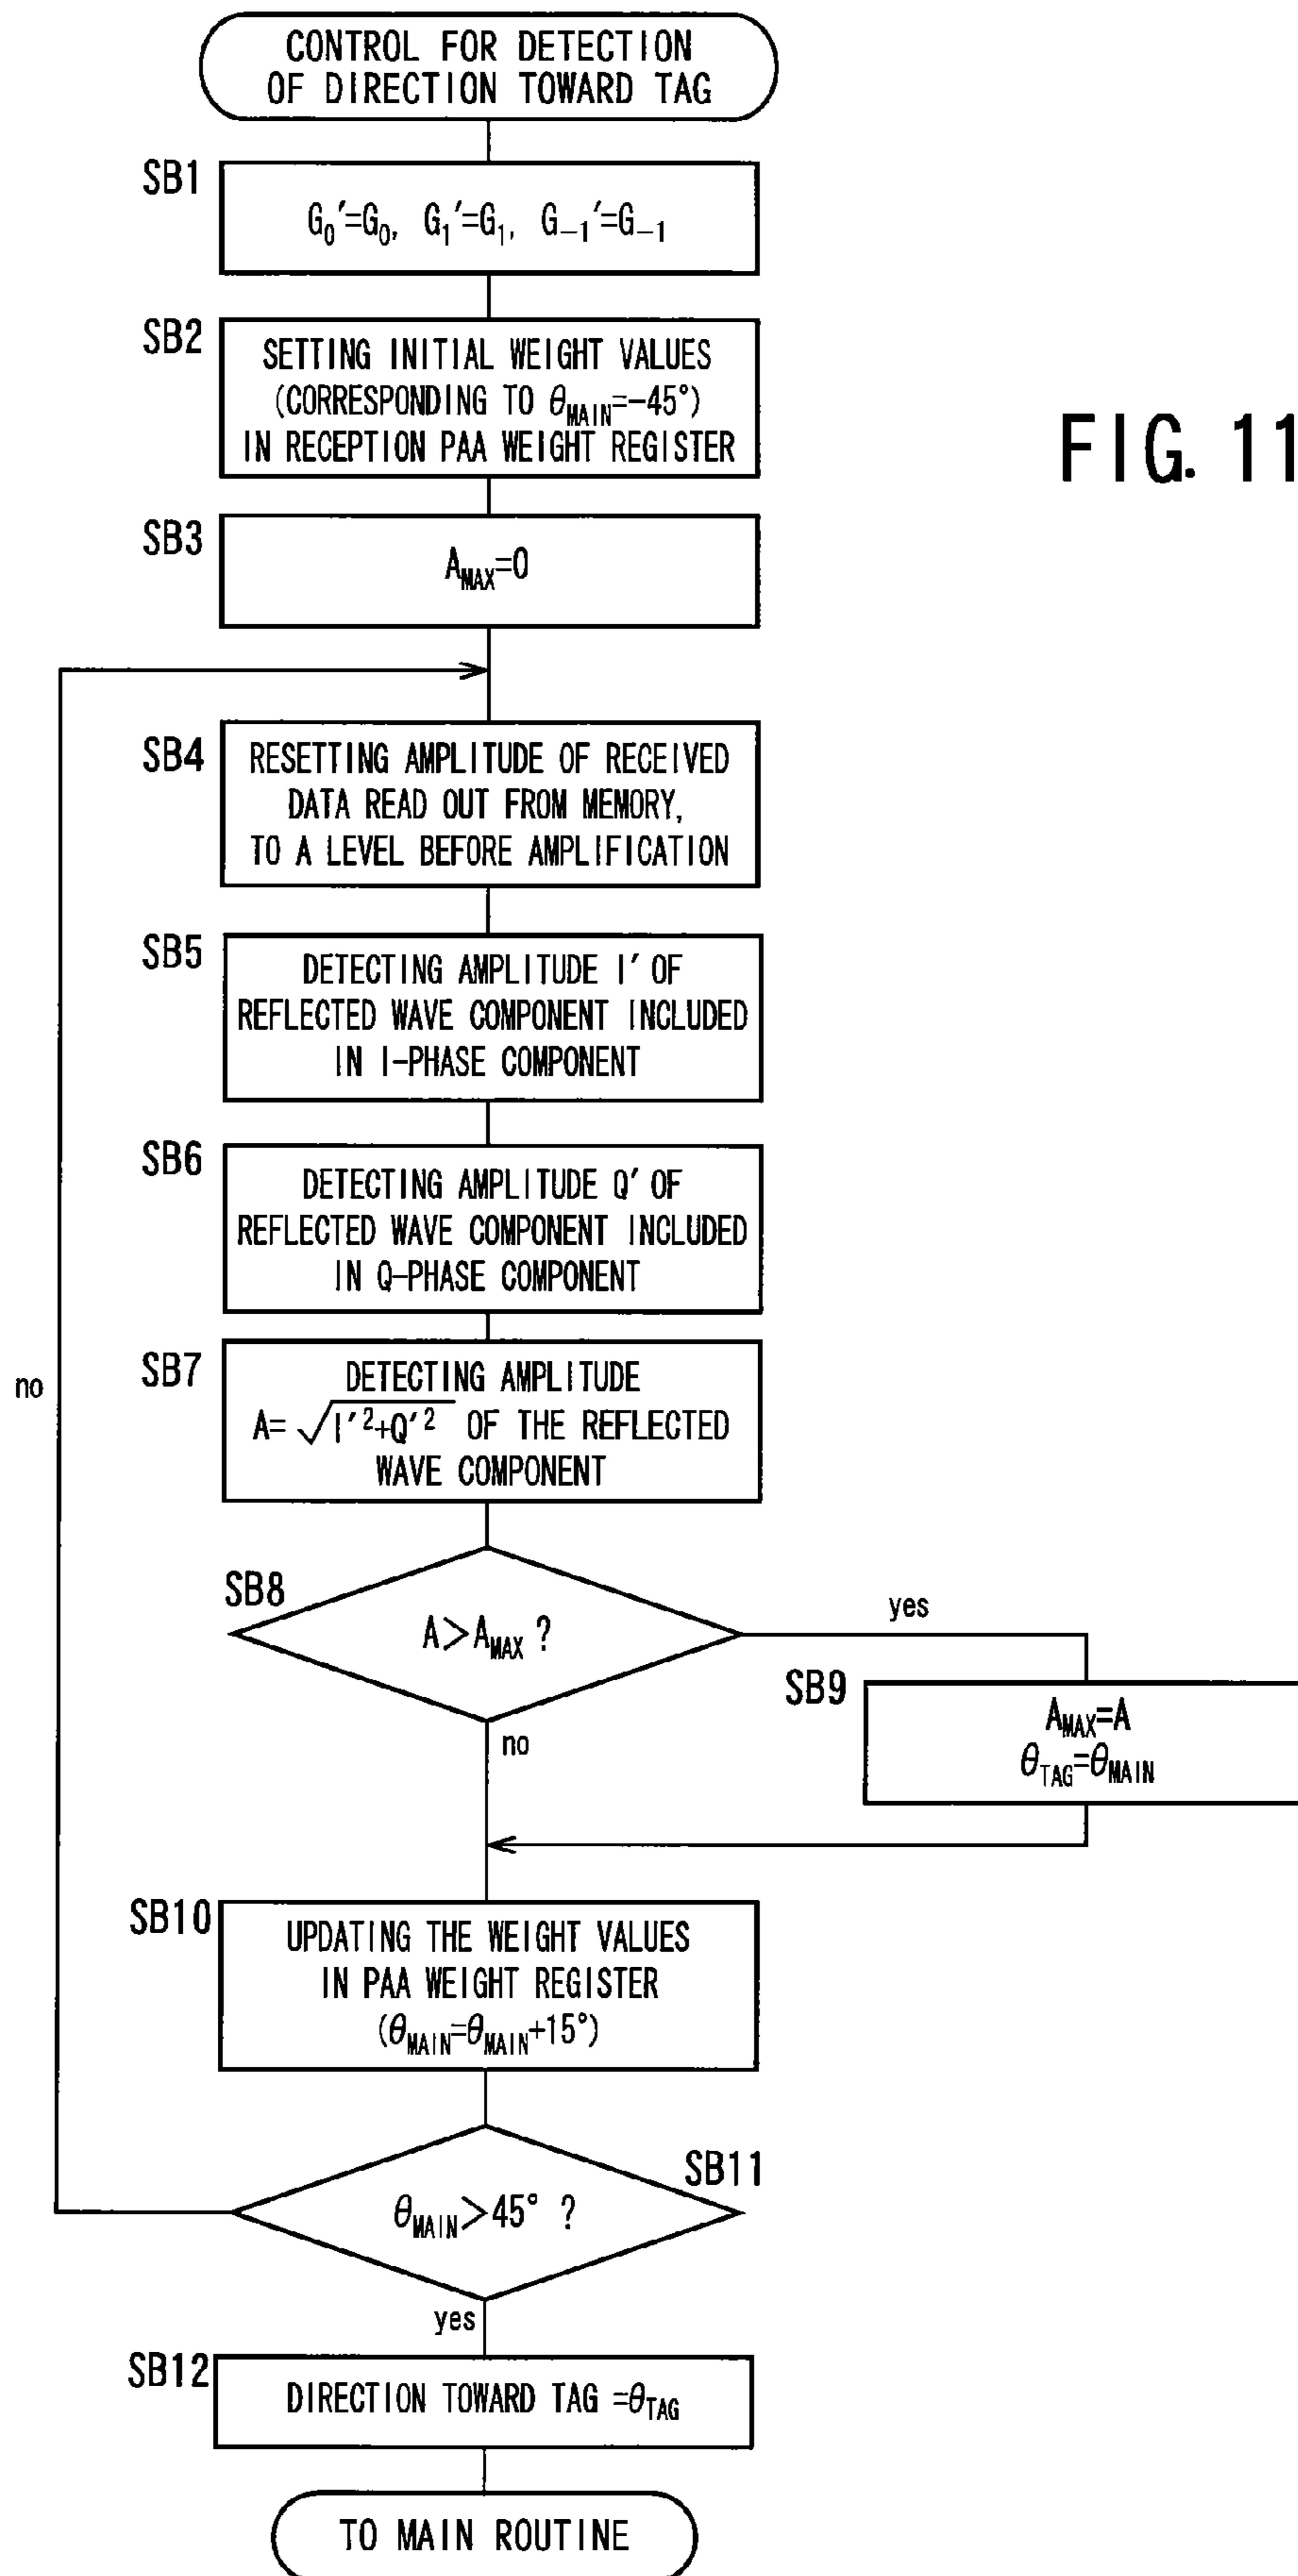 CONTROL FOR DETECTION
OF DIRECTION TOWARD TAG
SB1
G₀′=G₀, G₁′=G₁, G₋₁′=G₋₁
SB2
SETTING INITIAL WEIGHT VALUES
(CORRESPONDING TO θMAIN=-45°)
IN RECEPTION PAA WEIGHT REGISTER
FIG. 11
SB3
AMAX=0
SB4
RESETTING AMPLITUDE OF RECEIVED
DATA READ OUT FROM MEMORY,
TO A LEVEL BEFORE AMPLIFICATION
SB5
DETECTING AMPLITUDE I′ OF
REFLECTED WAVE COMPONENT INCLUDED
IN I-PHASE COMPONENT
SB6
DETECTING AMPLITUDE Q′ OF
REFLECTED WAVE COMPONENT INCLUDED
IN Q-PHASE COMPONENT
no
SB7
DETECTING AMPLITUDE
A= √I′²+Q′² OF THE REFLECTED
WAVE COMPONENT
SB8
A>AMAX ?
yes
no
SB9
AMAX=A
θTAG=θMAIN
SB10
UPDATING THE WEIGHT VALUES
IN PAA WEIGHT REGISTER
(θMAIN=θMAIN+15°)
SB11
θMAIN>45° ?
yes
SB12
DIRECTION TOWARD TAG =θTAG
TO MAIN ROUTINE